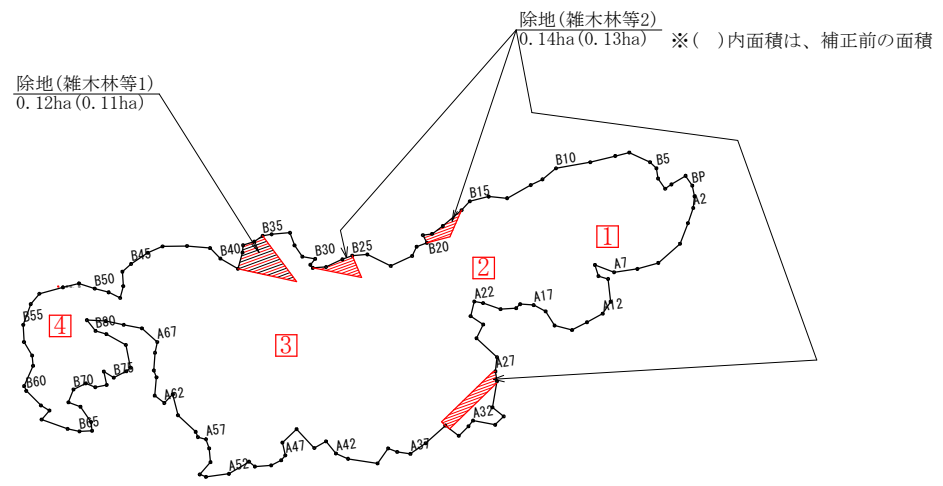 除地(雑木林等2)
0.14ha(0.13ha)
※( )内面積は、補正前の面積
除地(雑木林等1)
0.12ha(0.11ha)
B10
B5
BP
A2
B15
B35
B30
B25
B20
B40
B45
B50
B55
1
2
3
4
A7
A12
A17
A22
A27
A32
A37
A42
A47
A52
A57
A62
A67
B80
B75
B70
B65
B60